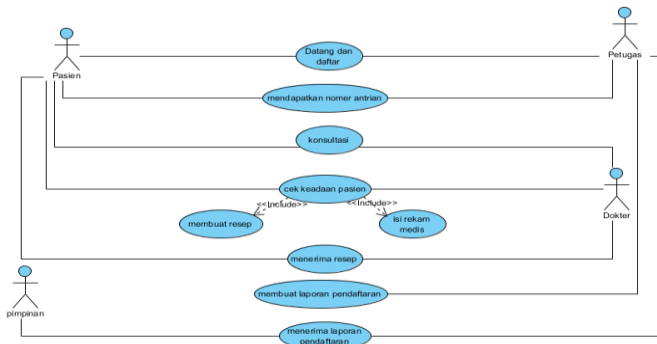 Datang dan
daftar
Pasien
Petugas
mendapatkan nomer antrian
konsultasi
cek keadaan pasien
<<Include>>
<<Include>>
membuat resep
isi rekam
medis
Dokter
menerima resep
membuat laporan pendaftaran
pimpinan
menerima laporan
pendaftaran